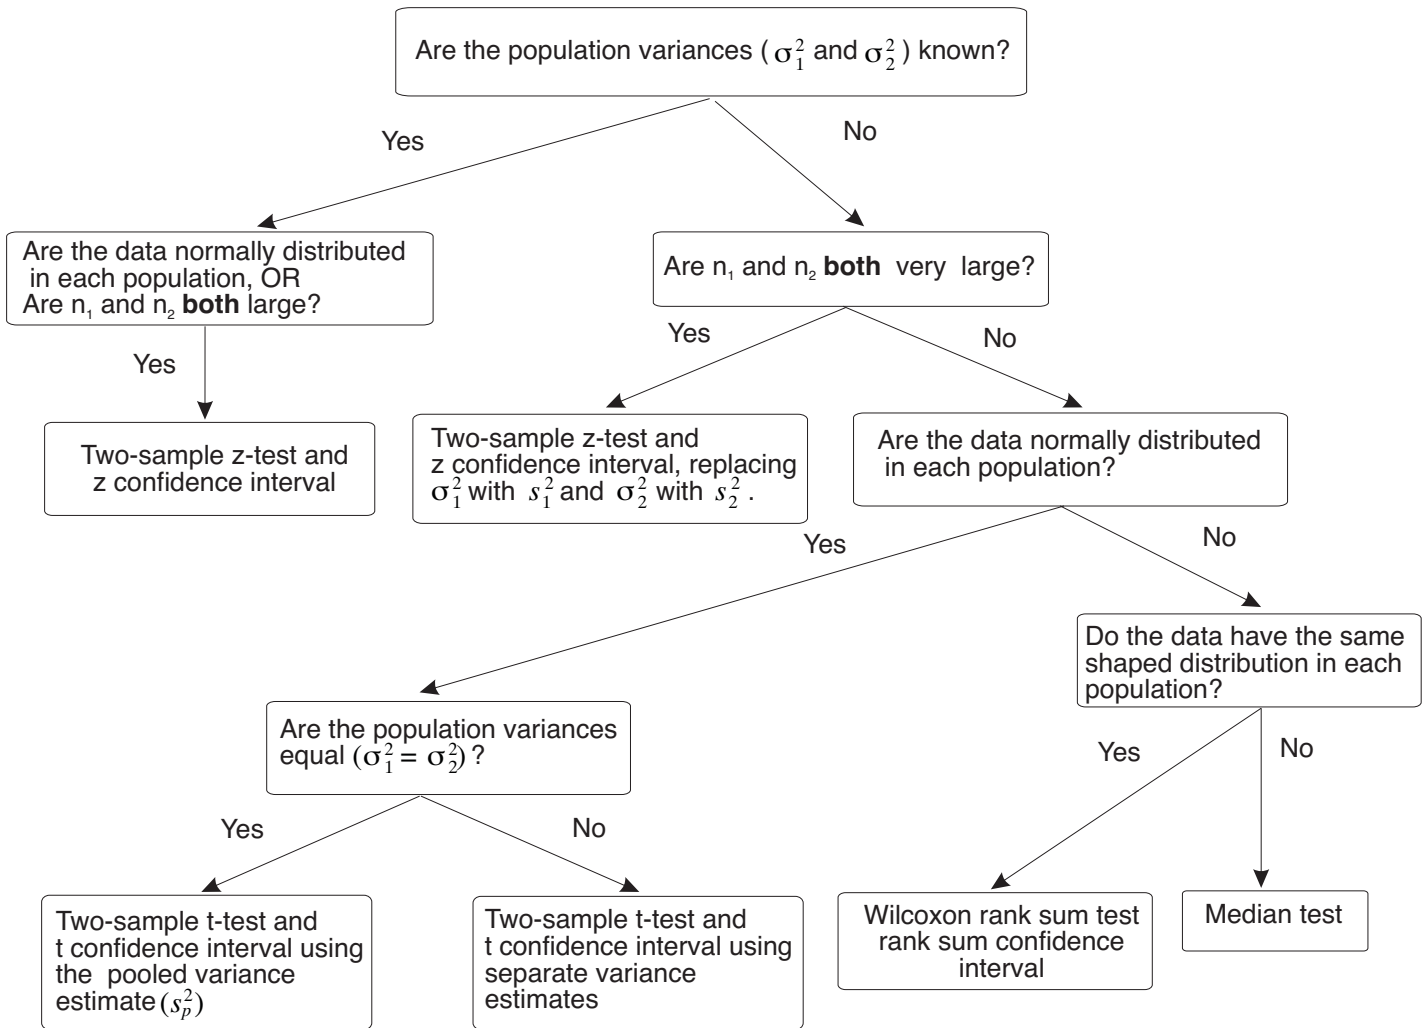 Are the population variances ( σ₁² and σ₂² ) known?
Yes
No
Are the data normally distributed
in each population, OR
Are n₁ and n₂ both large?
Are n₁ and n₂ both very large?
Yes
Yes
No
Two-sample z-test and
z confidence interval
Two-sample z-test and
z confidence interval, replacing
σ₁² with s₁² and σ₂² with s₂² .
Are the data normally distributed
in each population?
Yes
No
Do the data have the same
shaped distribution in each
population?
Are the population variances
equal (σ₁² = σ₂²) ?
Yes
No
Yes
No
Two-sample t-test and
t confidence interval using
the pooled variance
estimate (sₚ²)
Two-sample t-test and
t confidence interval using
separate variance
estimates
Wilcoxon rank sum test
rank sum confidence
interval
Median test